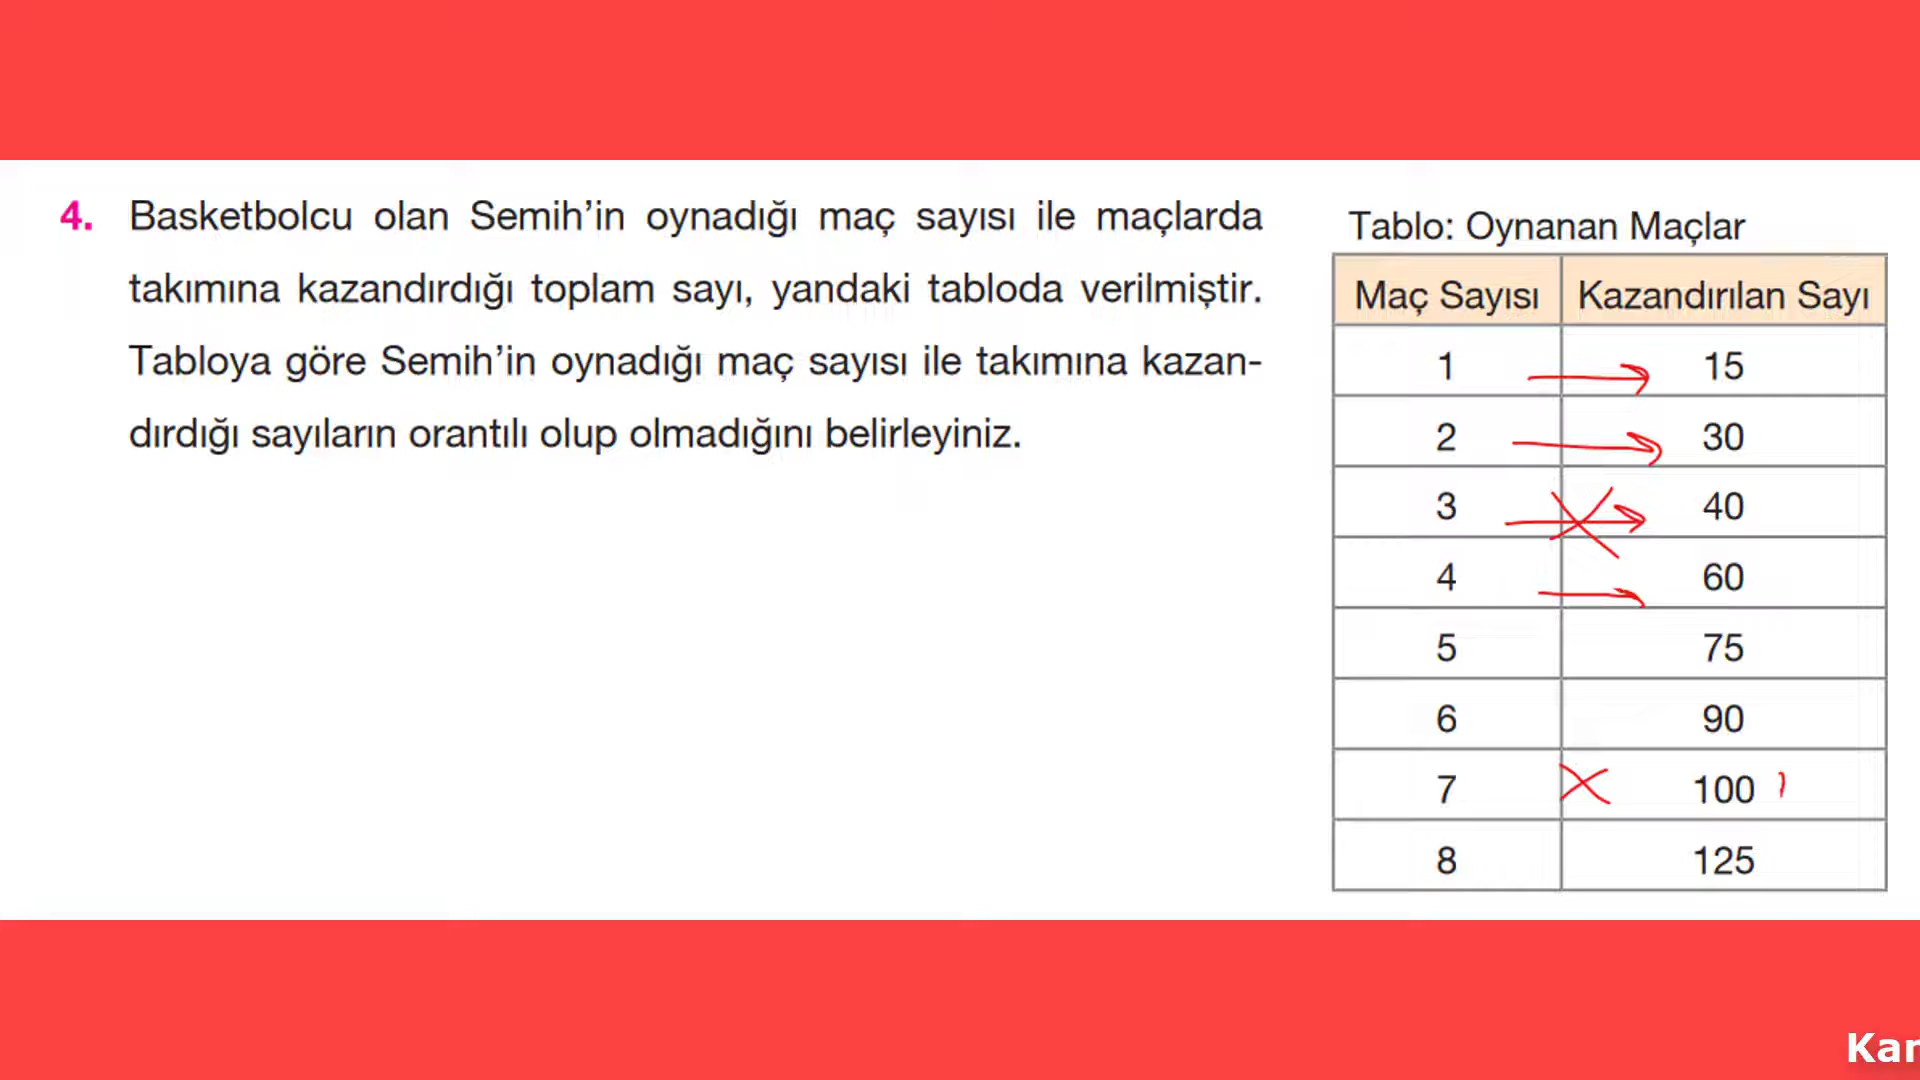 4. Basketbolcu olan Semih’in oynadığı maç sayısı ile maçlarda
takımına kazandırdığı toplam sayı, yandaki tabloda verilmiştir.
Tabloya göre Semih’in oynadığı maç sayısı ile takımına kazan-
dırdığı sayıların orantılı olup olmadığını belirleyiniz.
Tablo: Oynanan Maçlar
Maç Sayısı Kazandırılan Sayı
1 15
2 30
3 40
4 60
5 75
6 90
7 100
8 125
Kar